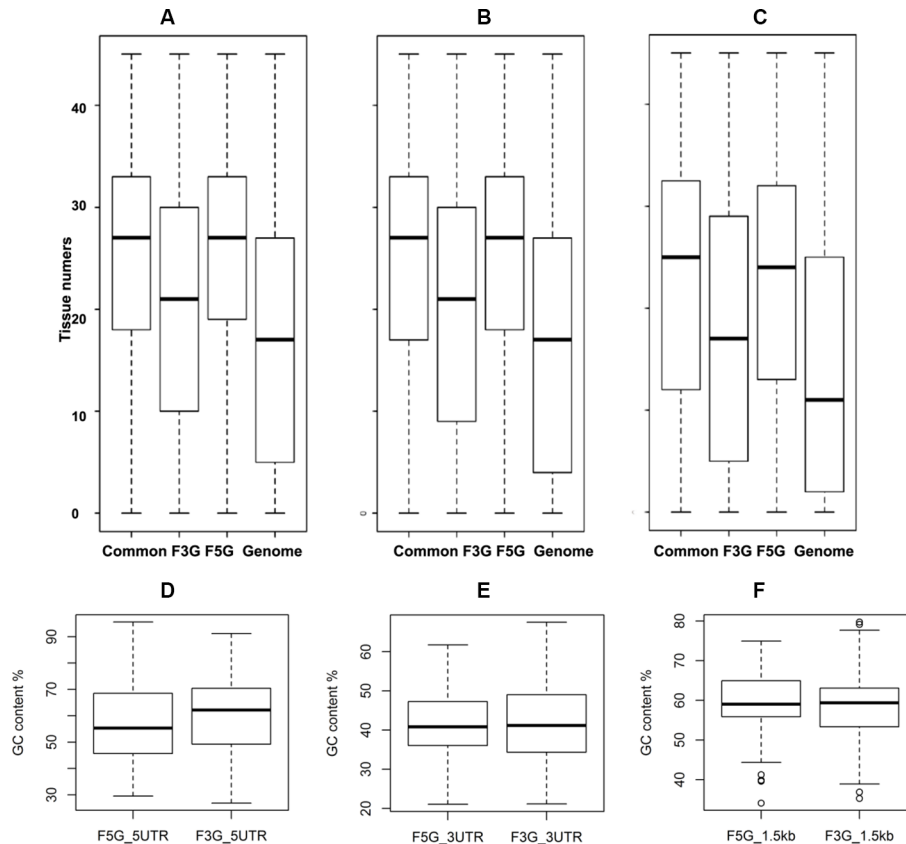 A B C
Tissue numers
40
30
20
10
0
0
Common F3G F5G Genome
Common F3G F5G Genome
Common F3G F5G Genome
D E F
GC content %
90
70
50
30
F5G_5UTR F3G_5UTR
GC content %
60
50
40
30
20
F5G_3UTR F3G_3UTR
GC content %
80
70
60
50
40
F5G_1.5kb F3G_1.5kb